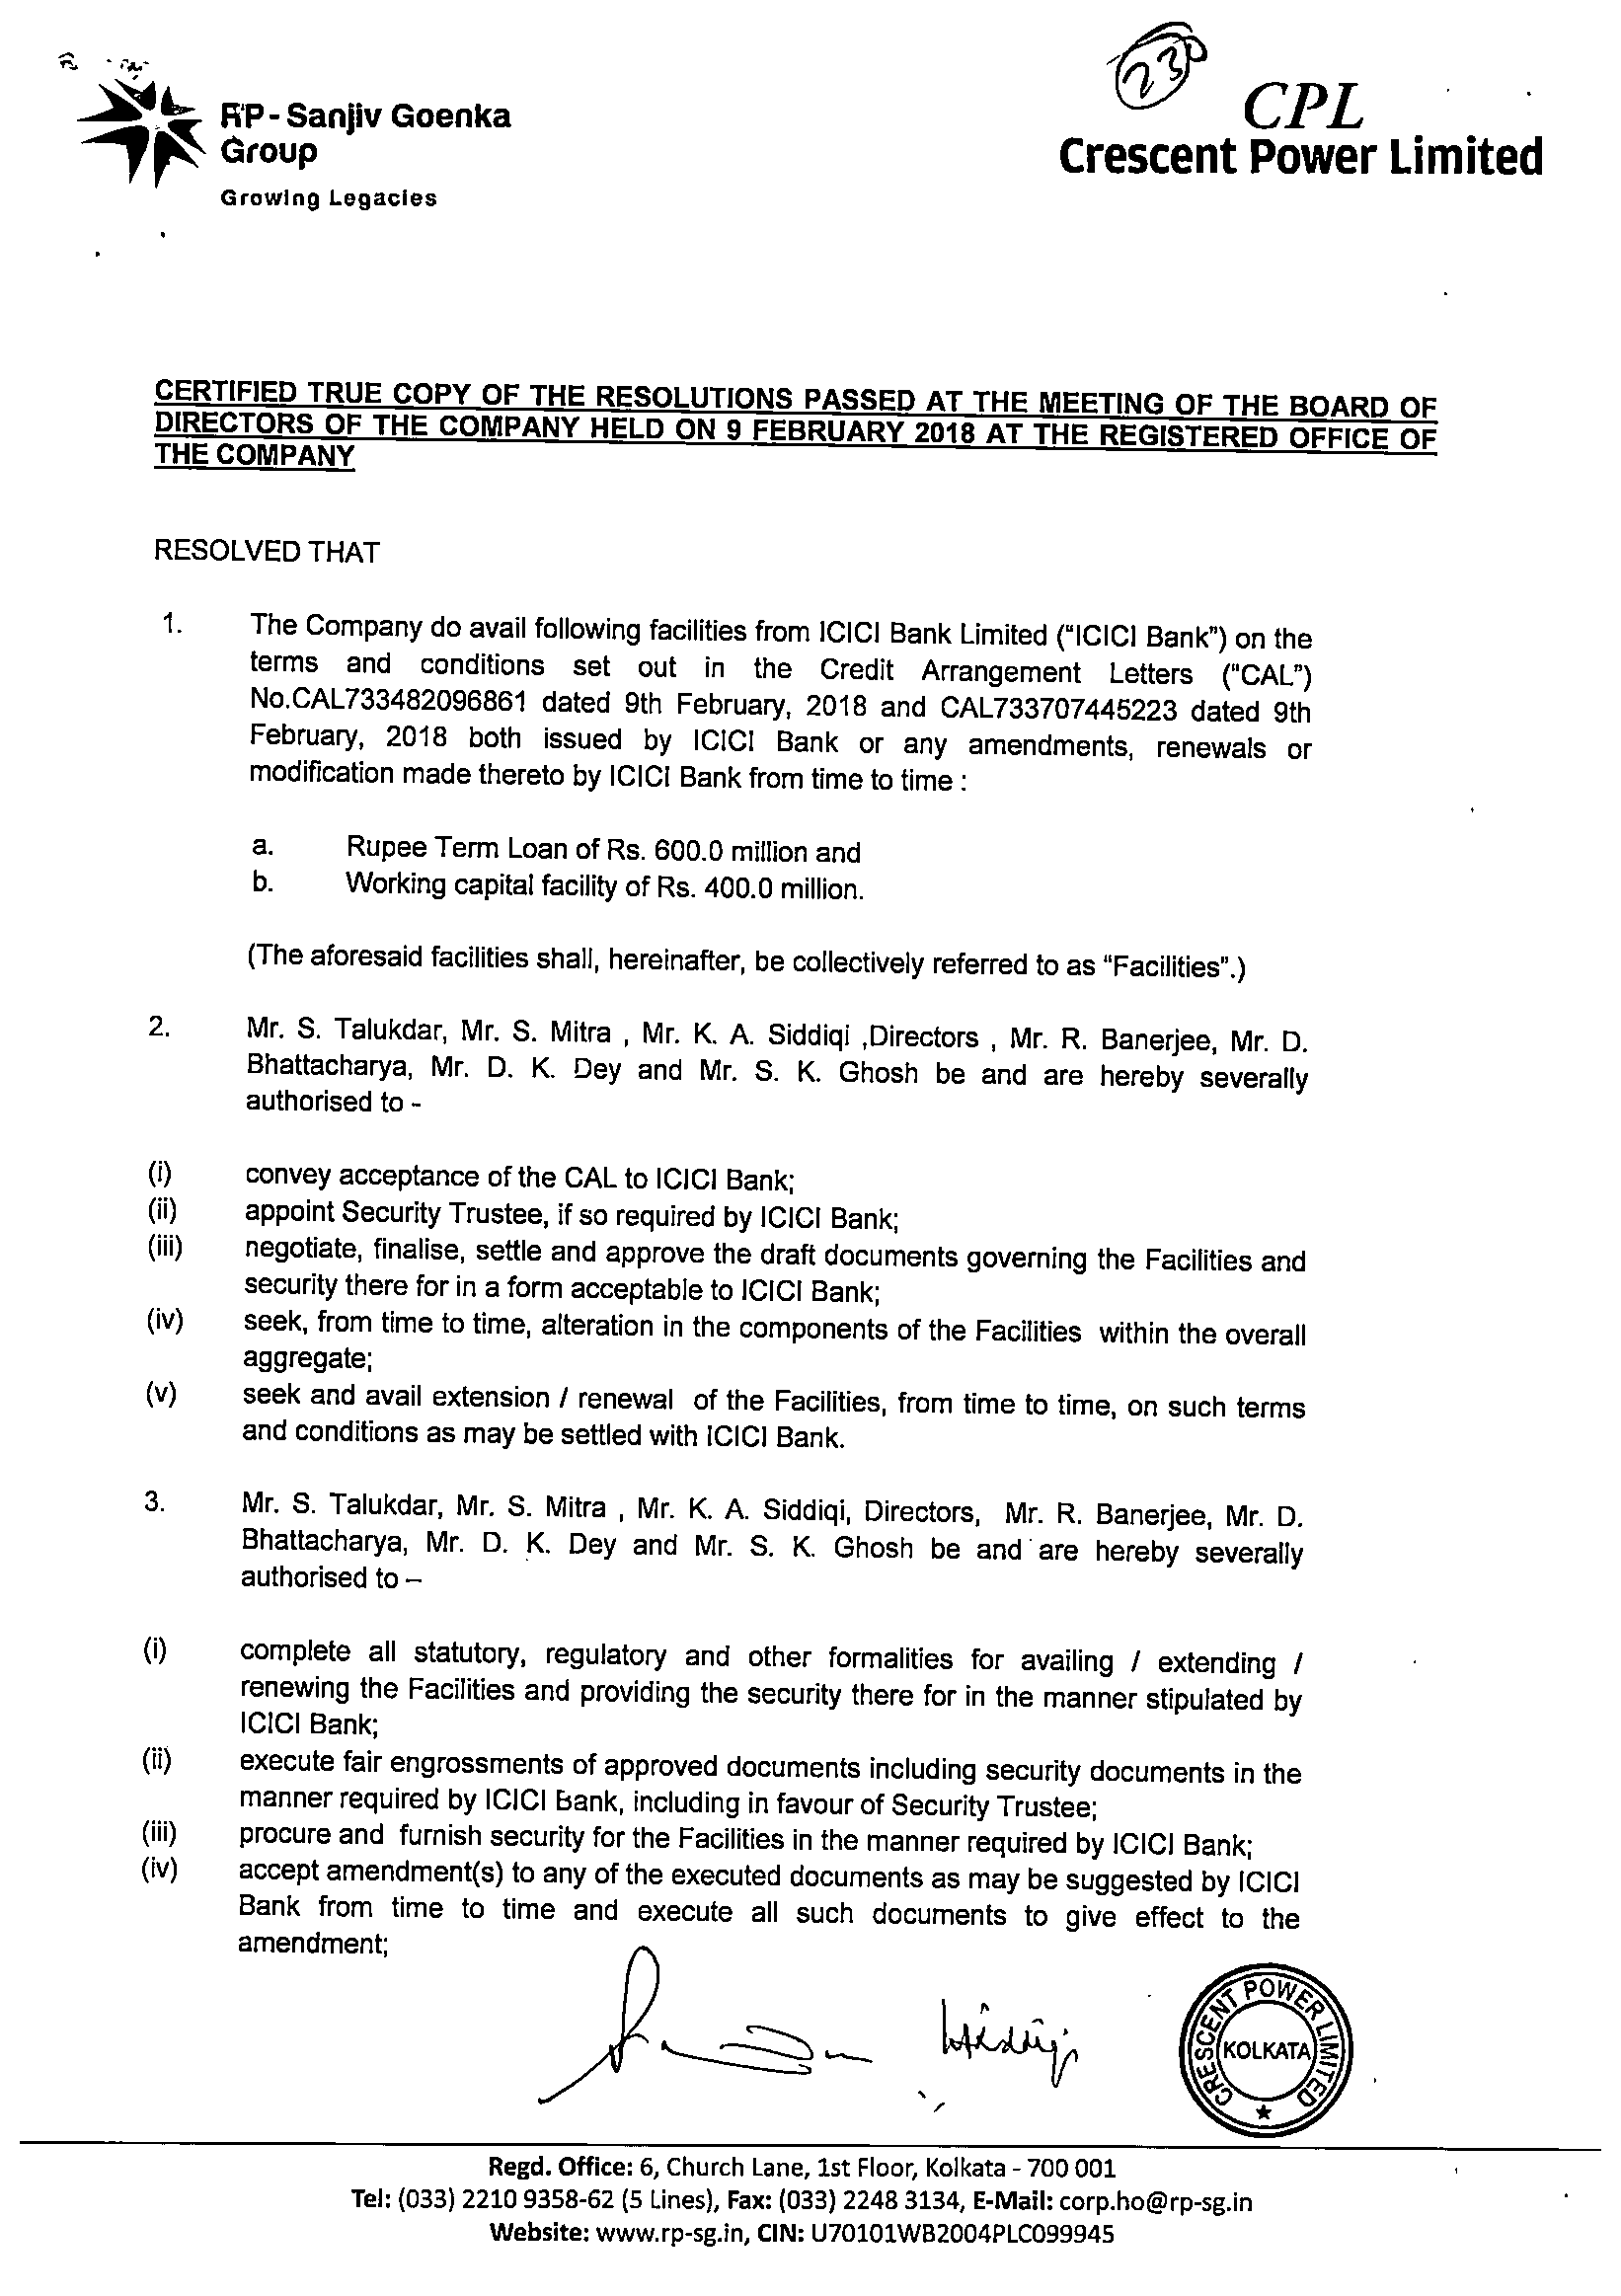 23
RP-Sanjiv Goenka
Group
Growing Legacies
CPL
Crescent Power Limited
CERTIFIED TRUE COPY OF THE RESOLUTIONS PASSED AT THE MEETING OF THE BOARD OF
DIRECTORS OF THE COMPANY HELD ON 9 FEBRUARY 2018 AT THE REGISTERED OFFICE OF
THE COMPANY
RESOLVED THAT
1. The Company do avail following facilities from ICICI Bank Limited ("ICICI Bank") on the
terms and conditions set out in the Credit Arrangement Letters ("CAL")
No.CAL733482096861 dated 9th February, 2018 and CAL733707445223 dated 9th
February, 2018 both issued by ICICI Bank or any amendments, renewals or
modification made thereto by ICICI Bank from time to time :
a. Rupee Term Loan of Rs. 600.0 million and
b. Working capital facility of Rs. 400.0 million.
(The aforesaid facilities shall, hereinafter, be collectively referred to as "Facilities".)
2. Mr. S. Talukdar, Mr. S. Mitra , Mr. K. A. Siddiqi ,Directors , Mr. R. Banerjee, Mr. D.
Bhattacharya, Mr. D. K. Dey and Mr. S. K. Ghosh be and are hereby severally
authorised to -
(i) convey acceptance of the CAL to ICICI Bank;
(ii) appoint Security Trustee, if so required by ICICI Bank;
(iii) negotiate, finalise, settle and approve the draft documents governing the Facilities and
security there for in a form acceptable to ICICI Bank;
(iv) seek, from time to time, alteration in the components of the Facilities within the overall
aggregate;
(v) seek and avail extension / renewal of the Facilities, from time to time, on such terms
and conditions as may be settled with ICICI Bank.
3. Mr. S. Talukdar, Mr. S. Mitra , Mr. K. A. Siddiqi, Directors, Mr. R. Banerjee, Mr. D.
Bhattacharya, Mr. D. K. Dey and Mr. S. K. Ghosh be and are hereby severally
authorised to –
(i) complete all statutory, regulatory and other formalities for availing / extending /
renewing the Facilities and providing the security there for in the manner stipulated by
ICICI Bank;
(ii) execute fair engrossments of approved documents including security documents in the
manner required by ICICI Bank, including in favour of Security Trustee;
(iii) procure and furnish security for the Facilities in the manner required by ICICI Bank;
(iv) accept amendment(s) to any of the executed documents as may be suggested by ICICI
Bank from time to time and execute all such documents to give effect to the
amendment;
CRESCENT POWER LIMITED
KOLKATA
Regd. Office: 6, Church Lane, 1st Floor, Kolkata - 700 001
Tel: (033) 2210 9358-62 (5 Lines), Fax: (033) 2248 3134, E-Mail: corp.ho@rp-sg.in
Website: www.rp-sg.in, CIN: U70101WB2004PLC099945